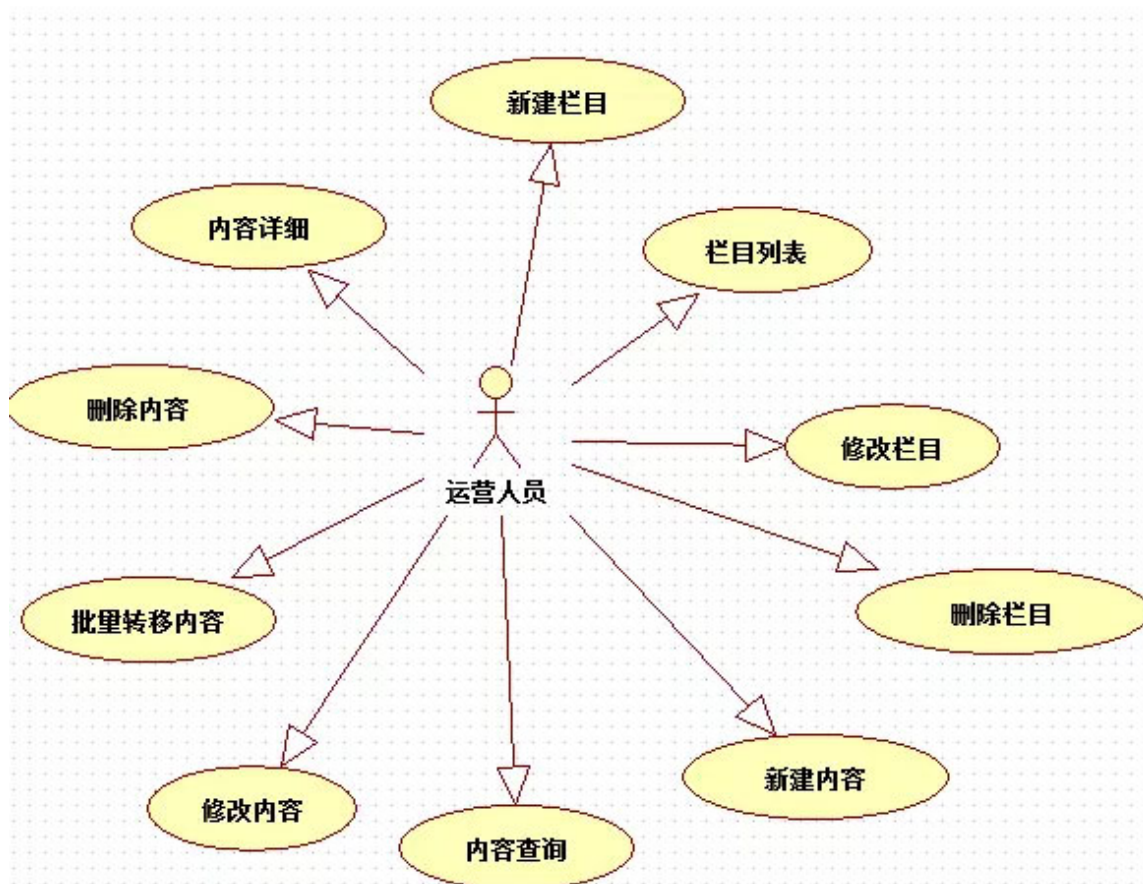 新建栏目
内容详细
栏目列表
删除内容
修改栏目
运营人员
批量转移内容
删除栏目
新建内容
修改内容
内容查询